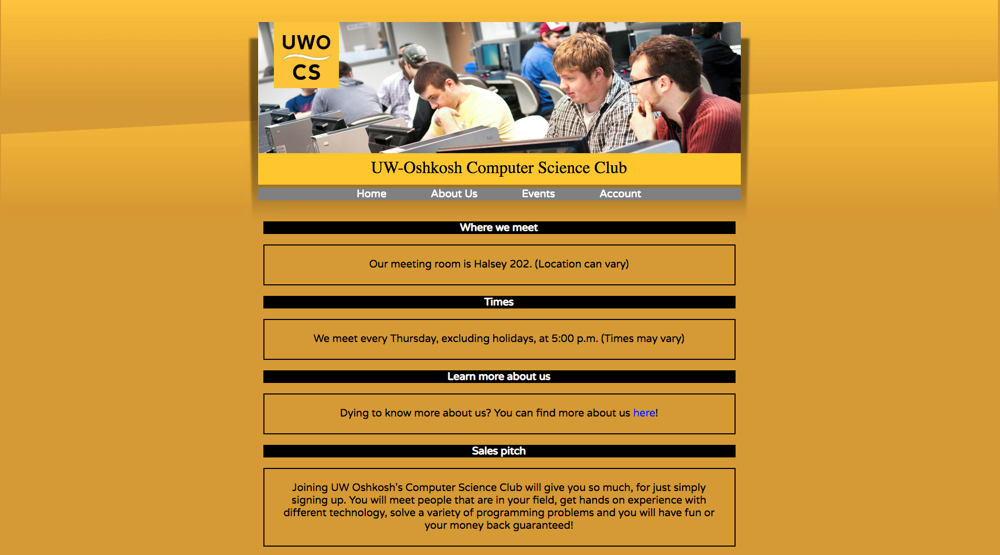 UWO
CS
UW-Oshkosh Computer Science Club
Home About Us Events Account
Where we meet
Our meeting room is Halsey 202. (Location can vary)
Times
We meet every Thursday, excluding holidays, at 5:00 p.m. (Times may vary)
Learn more about us
Dying to know more about us? You can find more about us here!
Sales pitch
Joining UW Oshkosh's Computer Science Club will give you so much, for just simply
signing up. You will meet people that are in your field, get hands on experience with
different technology, solve a variety of programming problems and you will have fun or
your money back guaranteed!